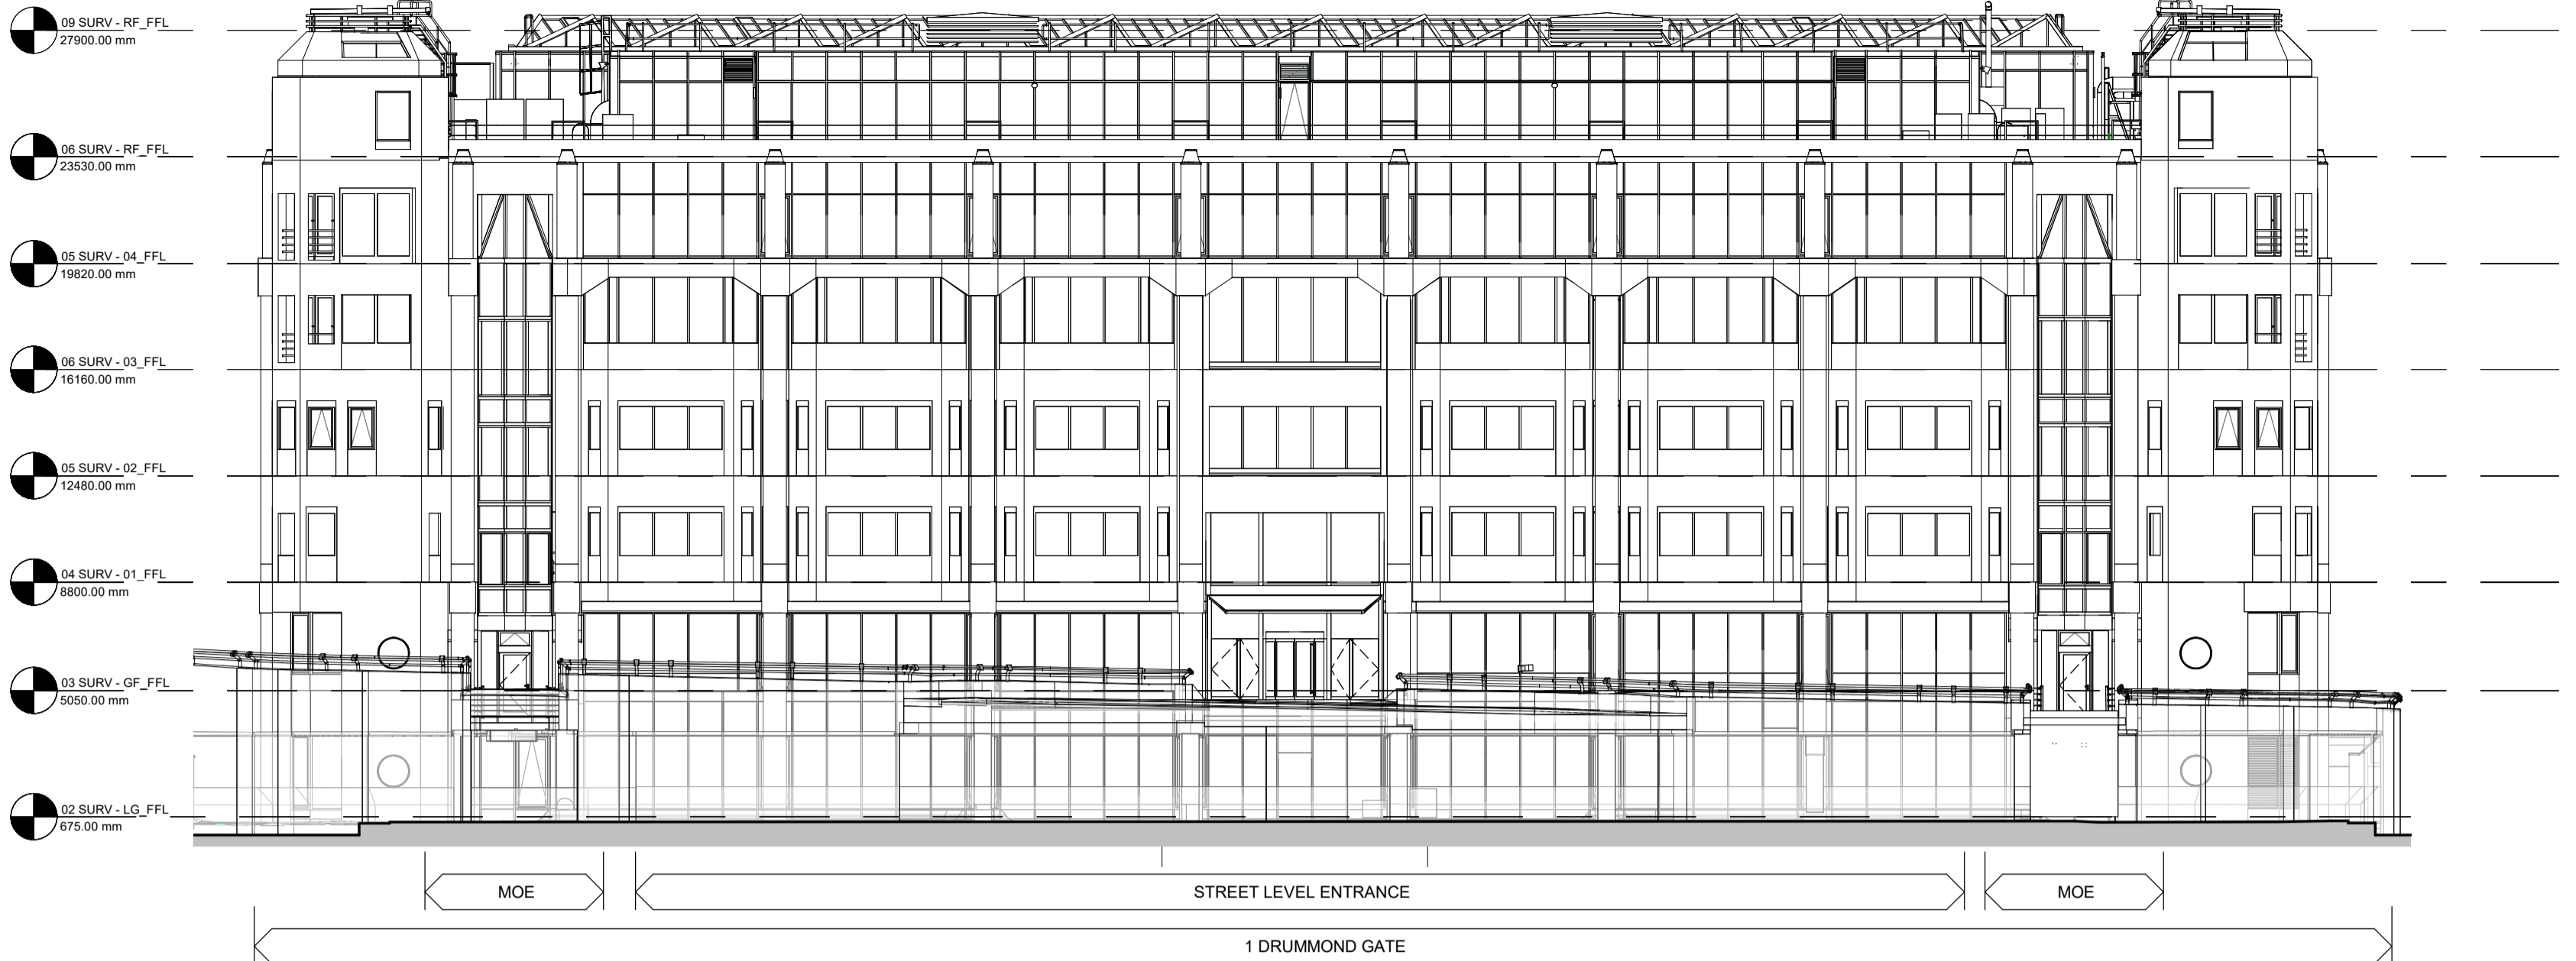 09 SURV - RF_FFL
27900.00 mm
06 SURV - RF_FFL
23530.00 mm
05 SURV - 04_FFL
19820.00 mm
06 SURV - 03_FFL
16160.00 mm
05 SURV - 02_FFL
12480.00 mm
04 SURV - 01_FFL
8800.00 mm
03 SURV - GF_FFL
5050.00 mm
02 SURV - LG_FFL
675.00 mm
MOE
STREET LEVEL ENTRANCE
MOE
1 DRUMMOND GATE